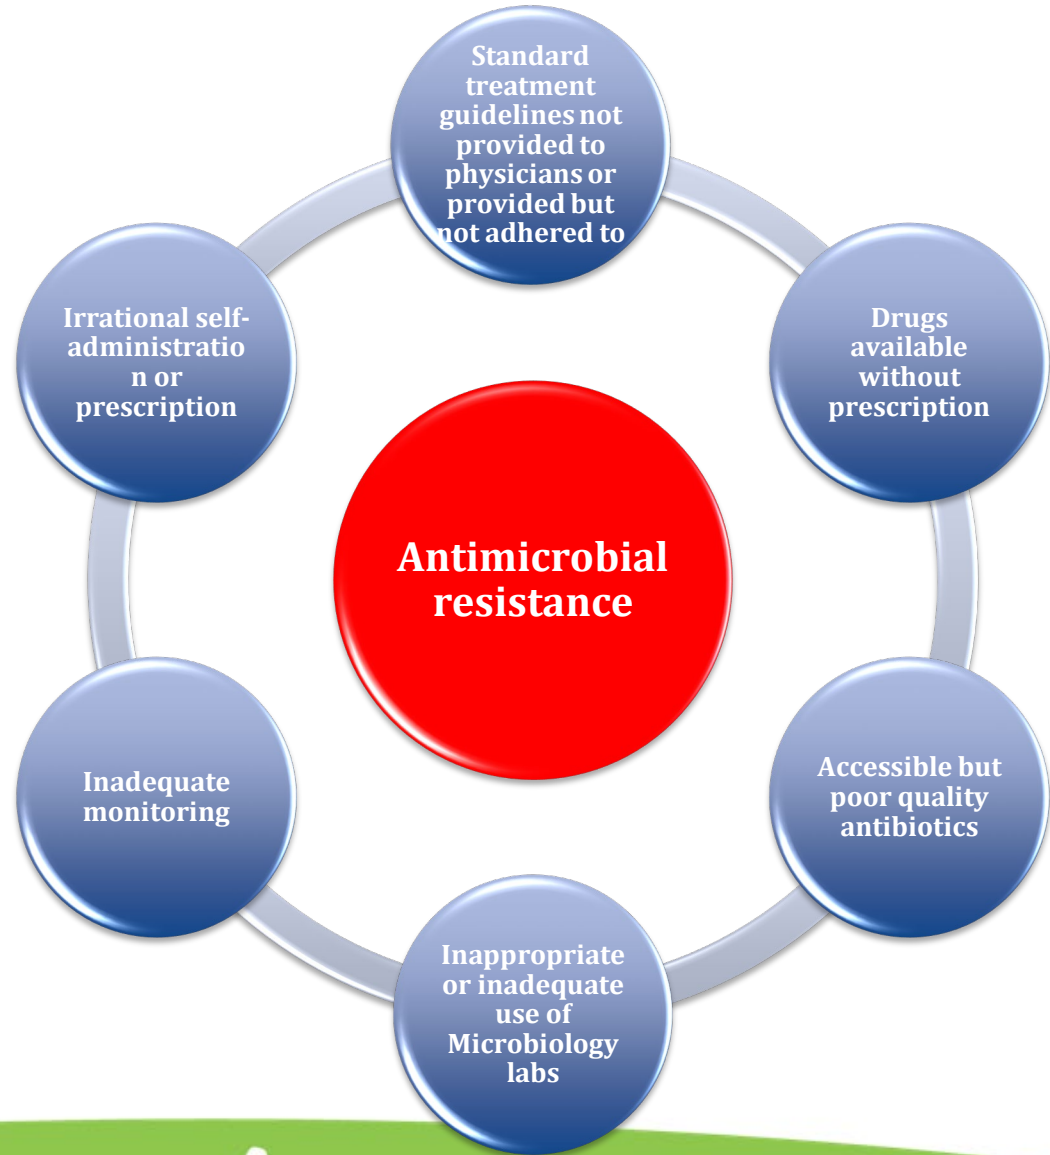 Standard
treatment
guidelines not
provided to
physicians or
provided but
not adhered to
Drugs
available
without
prescription
Accessible but
poor quality
antibiotics
Inappropriate
or inadequate
use of
Microbiology
labs
Inadequate
monitoring
Irrational self-
administratio
n or
prescription
Antimicrobial
resistance